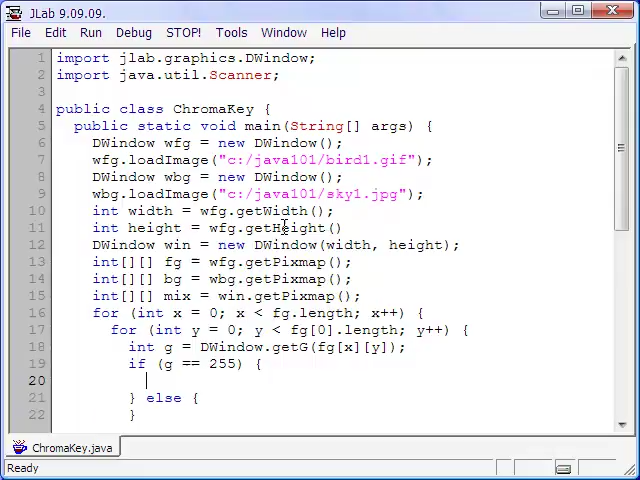 JLab 9.09.09.
File Edit Run Debug STOP! Tools Window Help
1 import jlab.graphics.DWindow;
2 import java.util.Scanner;
3
4 public class ChromaKey {
5 public static void main(String[] args) {
6 DWindow wfg = new DWindow();
7 wfg.loadImage("c:/java101/bird1.gif");
8 DWindow wbg = new DWindow();
9 wbg.loadImage("c:/java101/sky1.jpg");
10 int width = wfg.getWidth();
11 int height = wfg.getHeight()
12 DWindow win = new DWindow(width, height);
13 int[][] fg = wfg.getPixmap();
14 int[][] bg = wbg.getPixmap();
15 int[][] mix = win.getPixmap();
16 for (int x = 0; x < fg.length; x++) {
17 for (int y = 0; y < fg[0].length; y++) {
18 int g = DWindow.getG(fg[x][y]);
19 if (g == 255) {
20
21 } else {
22 }
ChromaKey.java
Ready